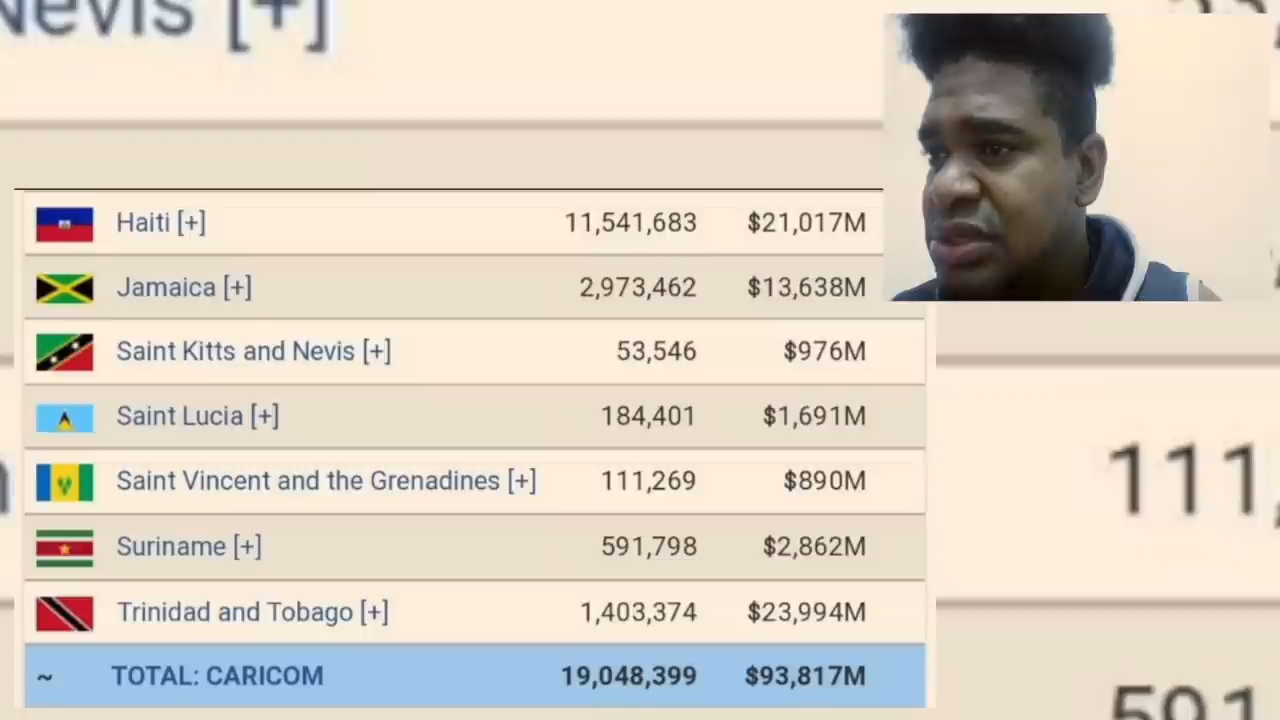 Nevis [+]
Haiti [+] 11,541,683 $21,017M
Jamaica [+] 2,973,462 $13,638M
Saint Kitts and Nevis [+] 53,546 $976M
Saint Lucia [+] 184,401 $1,691M
Saint Vincent and the Grenadines [+] 111,269 $890M
Suriname [+] 591,798 $2,862M
Trinidad and Tobago [+] 1,403,374 $23,994M
~ TOTAL: CARICOM 19,048,399 $93,817M
111,
591